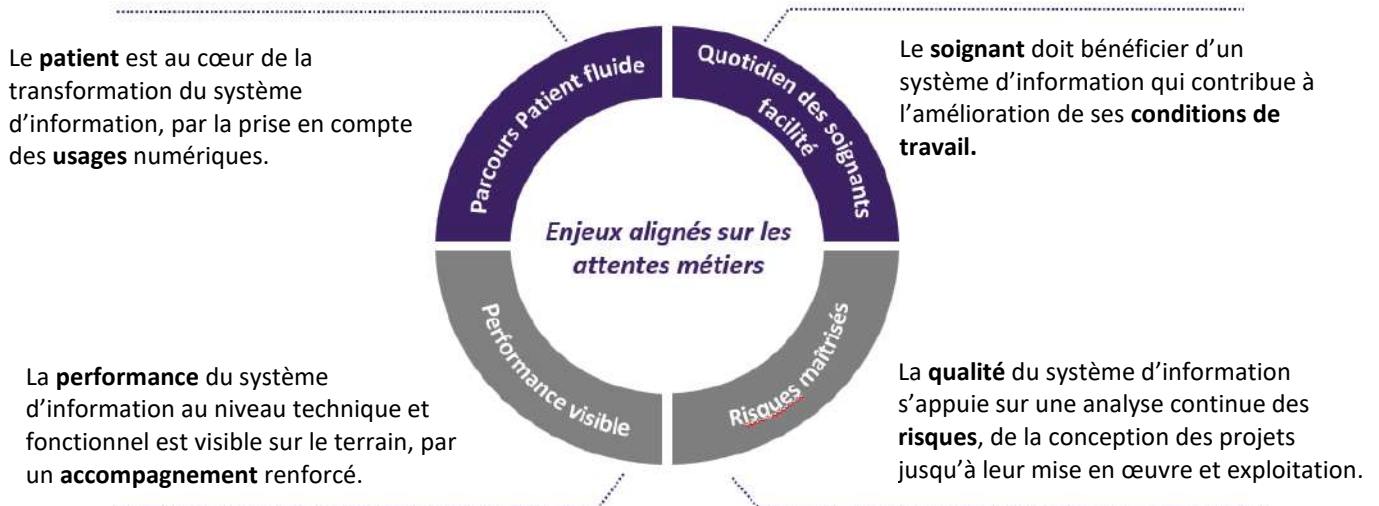 Le patient est au cœur de la
transformation du système
d’information, par la prise en compte
des usages numériques.
Parcours Patient fluide
Quotidien des soignants
facilité
Le soignant doit bénéficier d’un
système d’information qui contribue à
l’amélioration de ses conditions de
travail.
Enjeux alignés sur les
attentes métiers
La performance du système
d’information au niveau technique et
fonctionnel est visible sur le terrain, par
un accompagnement renforcé.
Performance visible
Risques maîtrisés
La qualité du système d’information
s’appuie sur une analyse continue des
risques, de la conception des projets
jusqu’à leur mise en œuvre et exploitation.